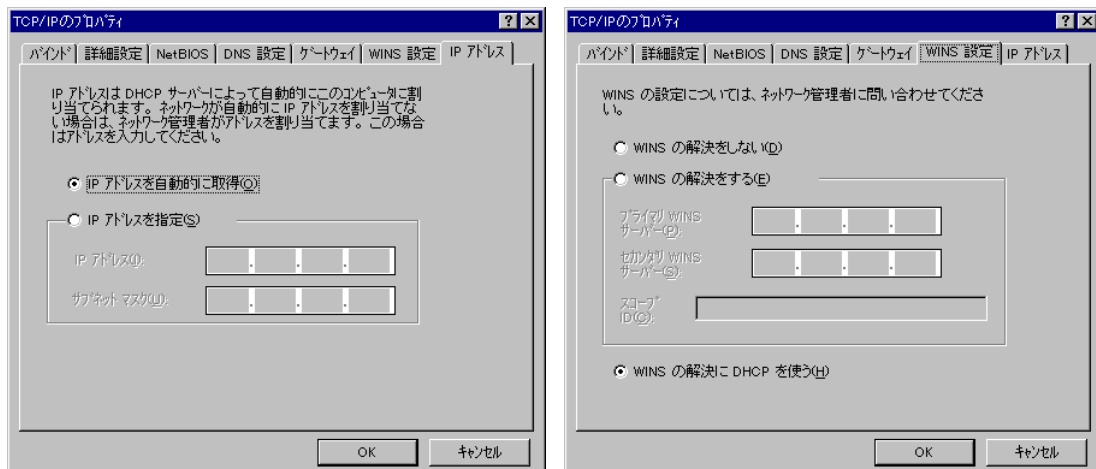 TCP/IPのプロパティ
バインド 詳細設定 NetBIOS DNS 設定 ゲートウェイ WINS 設定 IP アドレス
IP アドレスは DHCP サーバーによって自動的にこのコンピュータに割
り当てられます。ネットワークが自動的に IP アドレスを割り当てな
い場合は、ネットワーク管理者がアドレスを割り当てます。この場合
はアドレスを入力してください。
IP アドレスを自動的に取得(O)
IP アドレスを指定(S)
IP アドレス(I):
サブネット マスク(U):
OK キャンセル
TCP/IPのプロパティ
バインド 詳細設定 NetBIOS DNS 設定 ゲートウェイ WINS 設定 IP アドレス
WINS の設定については、ネットワーク管理者に問い合わせてくださ
い。
WINS の解決をしない(D)
WINS の解決をする(E)
プライマリ WINS
サーバー(P):
セカンダリ WINS
サーバー(S):
スコープ
ID(C):
WINS の解決に DHCP を使う(H)
OK キャンセル